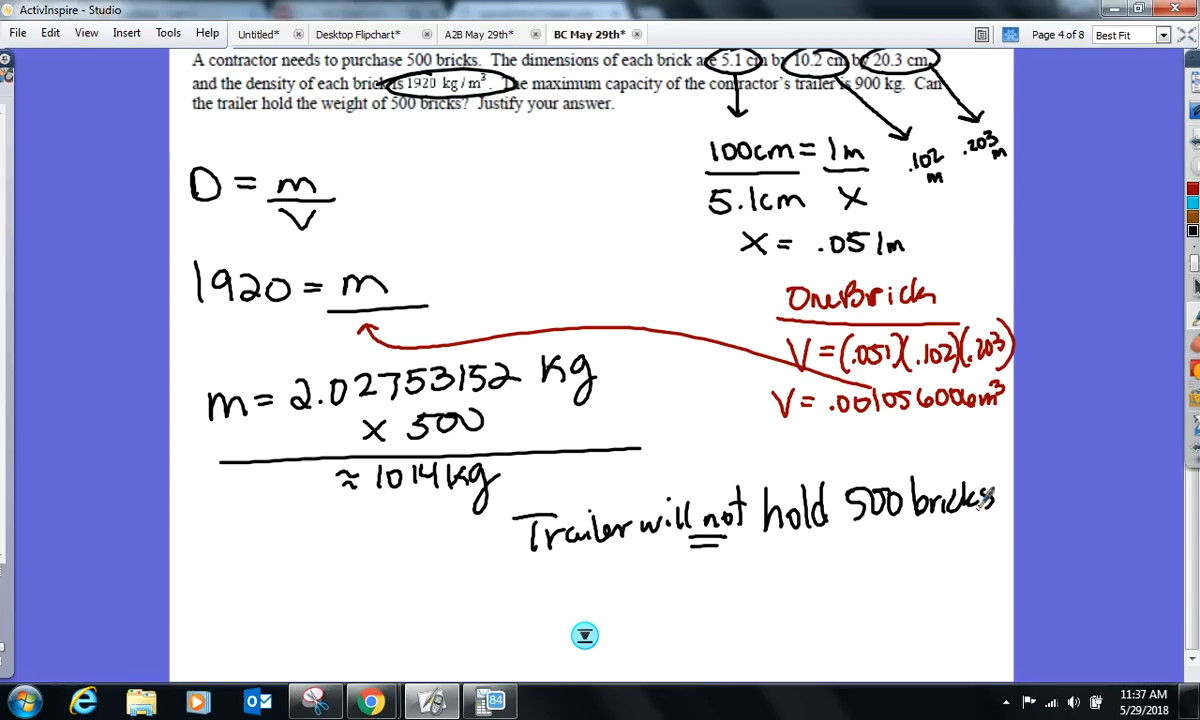 ActivInspire - Studio
File Edit View Insert Tools Help
Untitled* Desktop Flipchart* A2B May 29th* BC May 29th*
Page 4 of 8 Best Fit
A contractor needs to purchase 500 bricks. The dimensions of each brick are 5.1 cm by 10.2 cm by 20.3 cm,
and the density of each brick is 1920 kg/m³. The maximum capacity of the contractor's trailer is 900 kg. Can
the trailer hold the weight of 500 bricks? Justify your answer.
100cm = 1m
5.1cm X
X = .051m
.102 m
.203 m
D = m
V
1920 = m
One Brick
V = (.051)(.102)(.203)
V = .001056006m³
m = 2.02753152 kg
x 500
≈ 1014 kg
Trailer will not hold 500 bricks
84
11:37 AM
5/29/2018